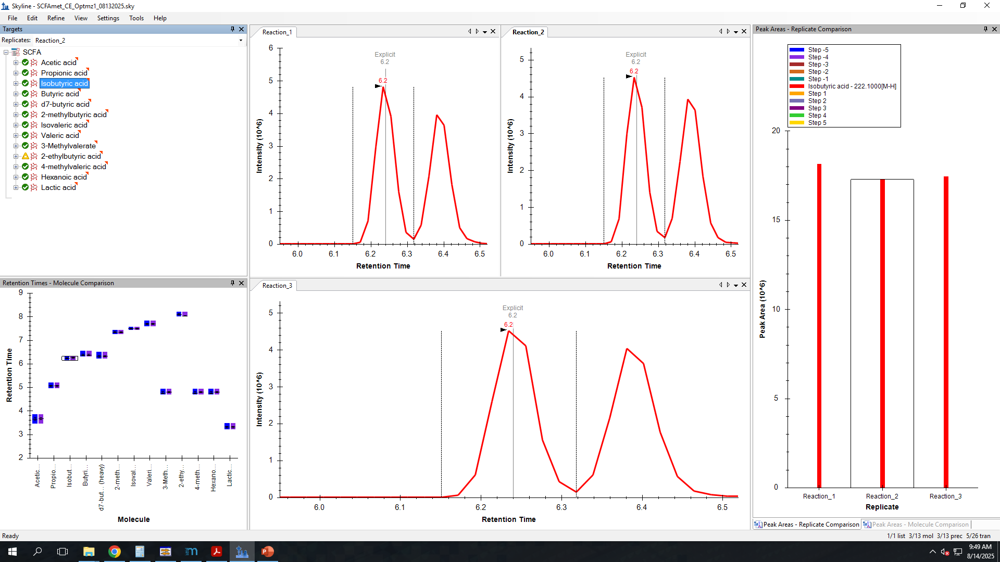 Skyline - SCFAmet_CE_Optmz1_08132025.sky
File Edit Refine View Settings Tools Help
Targets
Replicates: Reaction_2
SCFA
Acetic acid
Propionic acid
Isobutyric acid
Butyric acid
d7-butyric acid
2-methylbutyric acid
Isovaleric acid
Valeric acid
3-Methylvalerate
2-ethylbutyric acid
4-methylvaleric acid
Hexanoic acid
Lactic acid
Retention Times - Molecule Comparison
9
8
7
6
5
4
3
2
Retention Time
Acetic...
Propio...
Isobut...
Butyri...
d7-but... (heavy)
2-meth...
Isoval...
Valeri...
3-Meth...
2-ethy...
4-meth...
Hexano...
Lactic...
Molecule
Reaction_1
Explicit
6.2
6.2
6
5
4
3
2
1
0
Intensity (10^6)
6.0 6.1 6.2 6.3 6.4 6.5
Retention Time
Reaction_2
Explicit
6.2
6.2
5
4
3
2
1
0
Intensity (10^6)
6.0 6.1 6.2 6.3 6.4 6.5
Retention Time
Reaction_3
Explicit
6.2
6.2
5
4
3
2
1
0
Intensity (10^6)
6.0 6.1 6.2 6.3 6.4 6.5
Retention Time
Peak Areas - Replicate Comparison
Step -5
Step -4
Step -3
Step -2
Step -1
Isobutyric acid - 222.1000[M-H]
Step 1
Step 2
Step 3
Step 4
Step 5
20
15
10
5
0
Peak Area (10^6)
Reaction_1 Reaction_2 Reaction_3
Replicate
Peak Areas - Replicate Comparison Peak Areas - Molecule Comparison
Ready
1/1 list 3/13 mol 3/13 prec 5/26 tran
9:49 AM
8/14/2025